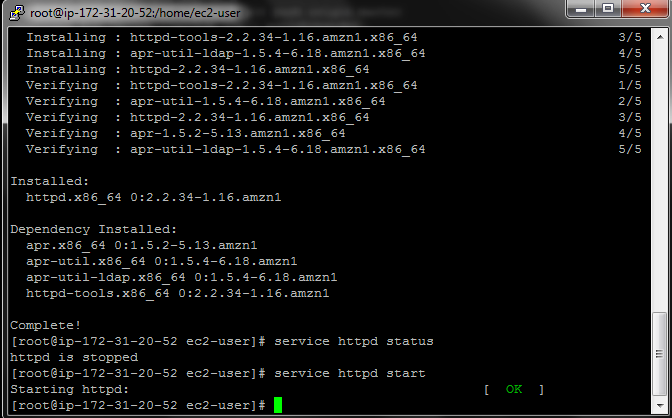 root@ip-172-31-20-52:/home/ec2-user
Installing : httpd-tools-2.2.34-1.16.amzn1.x86_64 3/5
Installing : apr-util-ldap-1.5.4-6.18.amzn1.x86_64 4/5
Installing : httpd-2.2.34-1.16.amzn1.x86_64 5/5
Verifying : httpd-tools-2.2.34-1.16.amzn1.x86_64 1/5
Verifying : apr-util-1.5.4-6.18.amzn1.x86_64 2/5
Verifying : httpd-2.2.34-1.16.amzn1.x86_64 3/5
Verifying : apr-1.5.2-5.13.amzn1.x86_64 4/5
Verifying : apr-util-ldap-1.5.4-6.18.amzn1.x86_64 5/5
Installed:
httpd.x86_64 0:2.2.34-1.16.amzn1
Dependency Installed:
apr.x86_64 0:1.5.2-5.13.amzn1
apr-util.x86_64 0:1.5.4-6.18.amzn1
apr-util-ldap.x86_64 0:1.5.4-6.18.amzn1
httpd-tools.x86_64 0:2.2.34-1.16.amzn1
Complete!
[root@ip-172-31-20-52 ec2-user]# service httpd status
httpd is stopped
[root@ip-172-31-20-52 ec2-user]# service httpd start
Starting httpd: [ OK ]
[root@ip-172-31-20-52 ec2-user]#